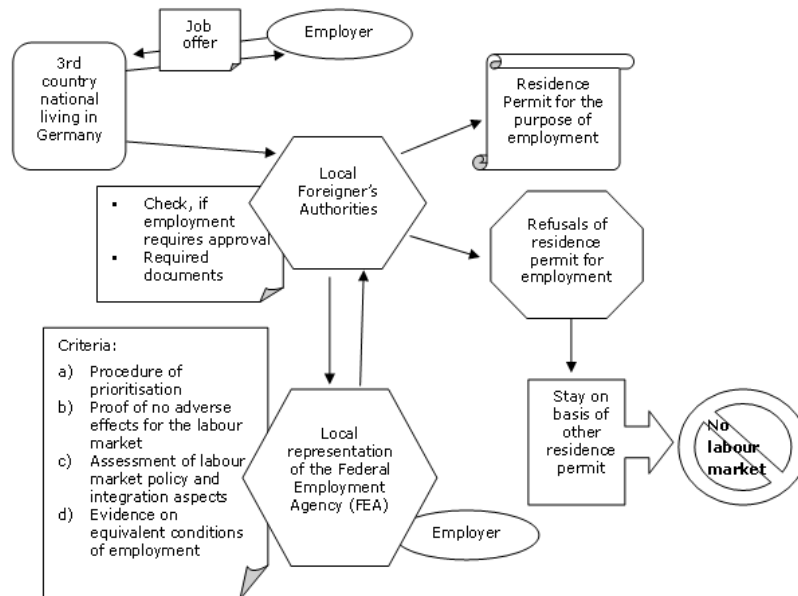 Job
offer
Employer
3rd
country
national
living in
Germany
Residence
Permit for the
purpose of
employment
Local
Foreigner's
Authorities
▪ Check, if
employment
requires approval
▪ Required
documents
Refusals of
residence
permit for
employment
Criteria:
a) Procedure of
prioritisation
b) Proof of no adverse
effects for the labour
market
c) Assessment of labour
market policy and
integration aspects
d) Evidence on
equivalent conditions
of employment
Local
representation
of the Federal
Employment
Agency (FEA)
Employer
Stay on
basis of
other
residence
permit
No
labour
market